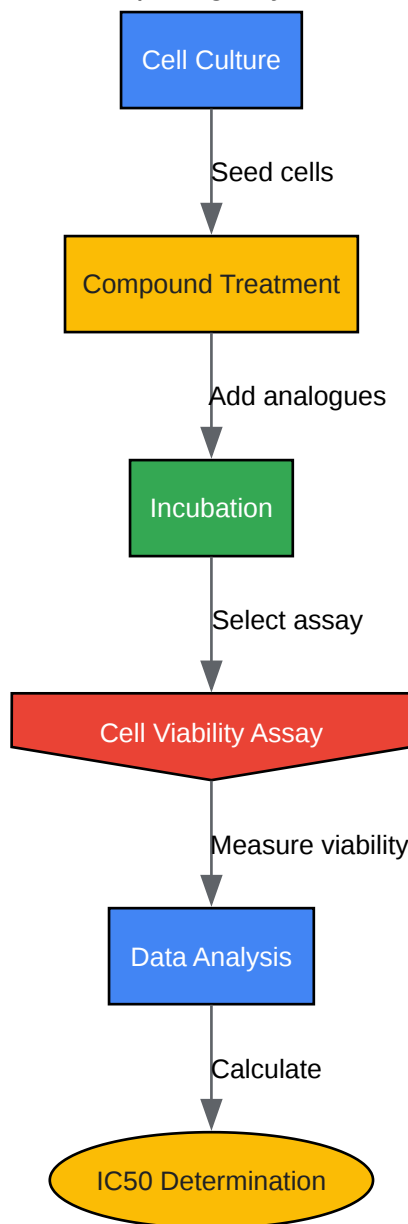 Cell Culture
Seed cells
Compound Treatment
Add analogues
Incubation
Select assay
Cell Viability Assay
Measure viability
Data Analysis
Calculate
IC50 Determination